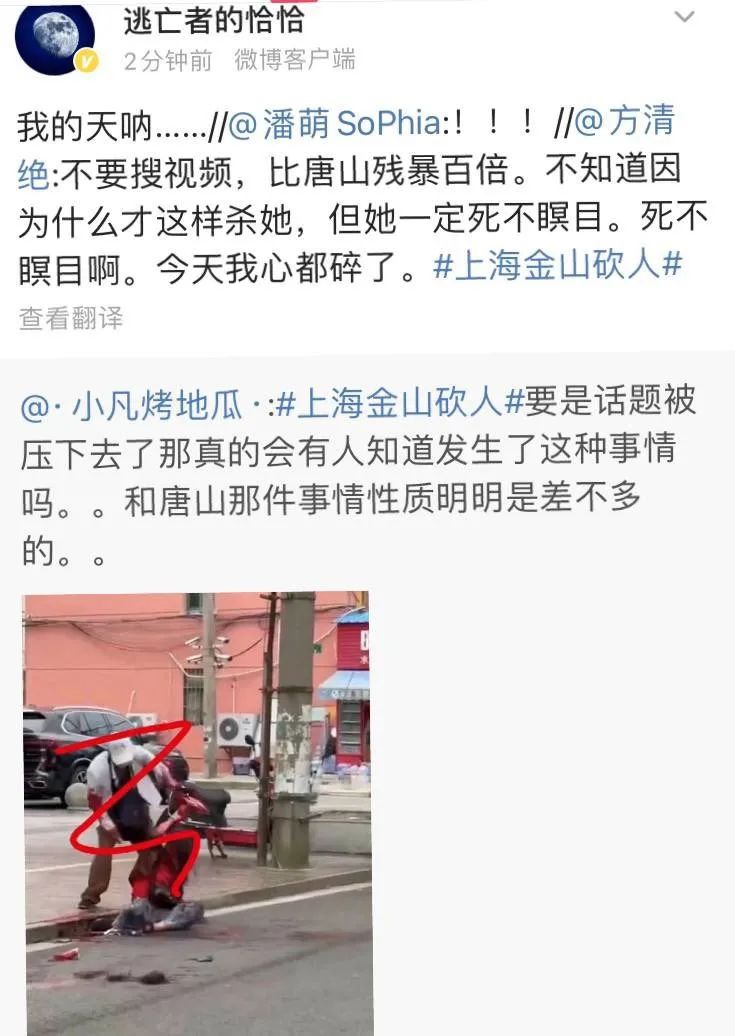 逃亡者的恰恰
2分钟前 微博客户端
我的天呐......//@潘萌SoPhia:！！！//@方清
绝:不要搜视频，比唐山残暴百倍。不知道因
为什么才这样杀她，但她一定死不瞑目。死不
瞑目啊。今天我心都碎了。#上海金山砍人#
查看翻译
@·小凡烤地瓜·:#上海金山砍人#要是话题被
压下去了那真的会有人知道发生了这种事情
吗。。和唐山那件事情性质明明是差不多
的。。